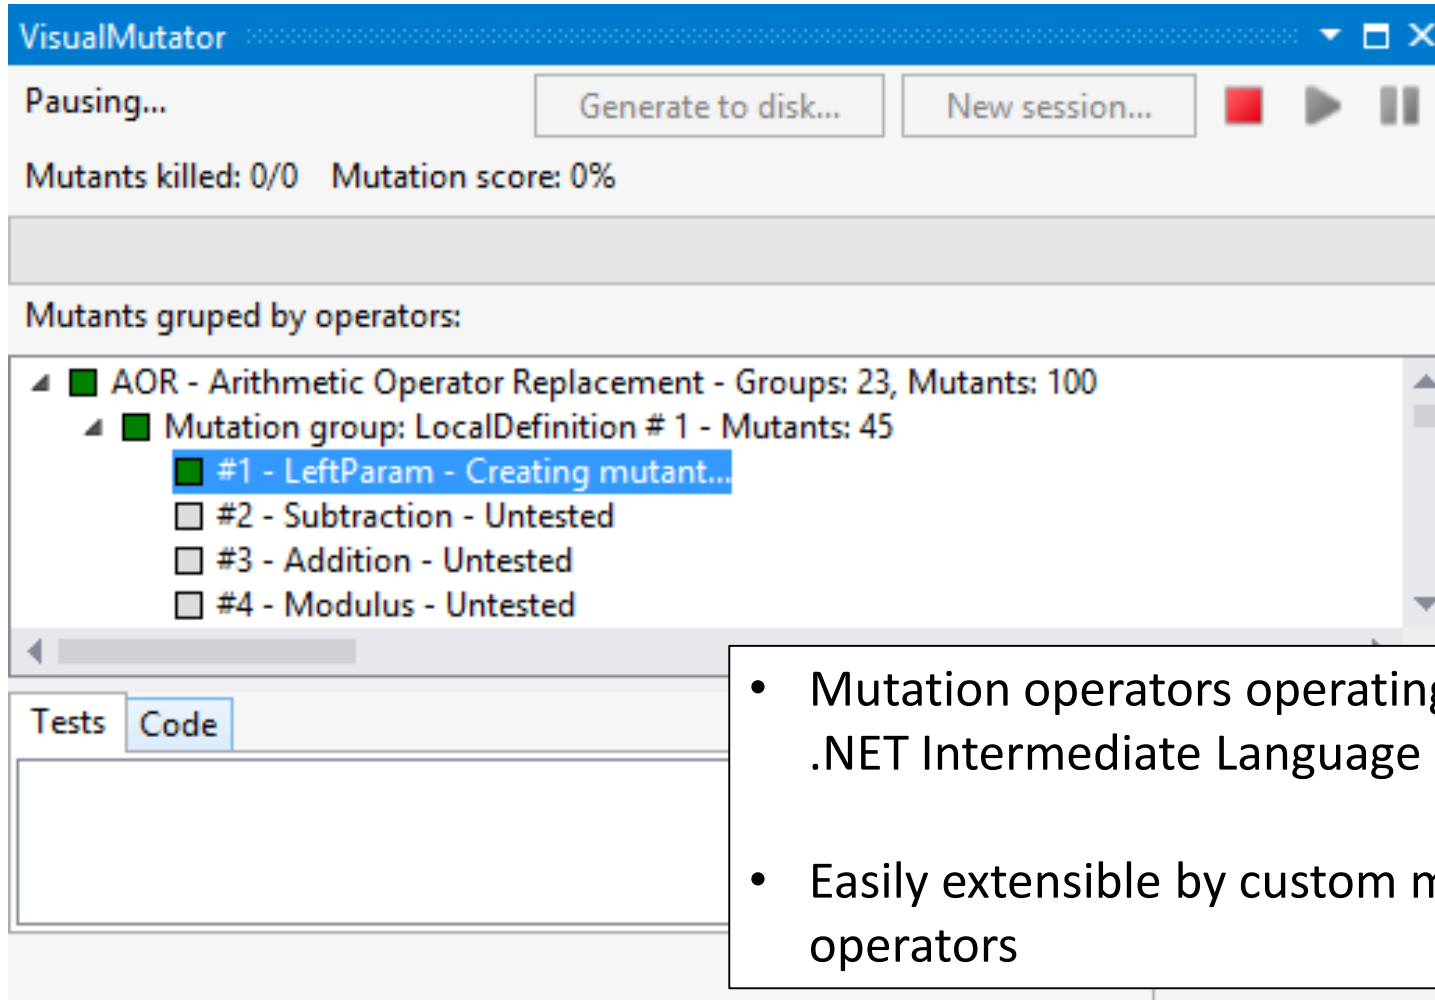 VisualMutator
Pausing...
Generate to disk...
New session...
Mutants killed: 0/0 Mutation score: 0%
Mutants gruped by operators:
AOR - Arithmetic Operator Replacement - Groups: 23, Mutants: 100
Mutation group: LocalDefinition # 1 - Mutants: 45
#1 - LeftParam - Creating mutant...
#2 - Subtraction - Untested
#3 - Addition - Untested
#4 - Modulus - Untested
Tests
Code
• Mutation operators operating
.NET Intermediate Language
• Easily extensible by custom
operators